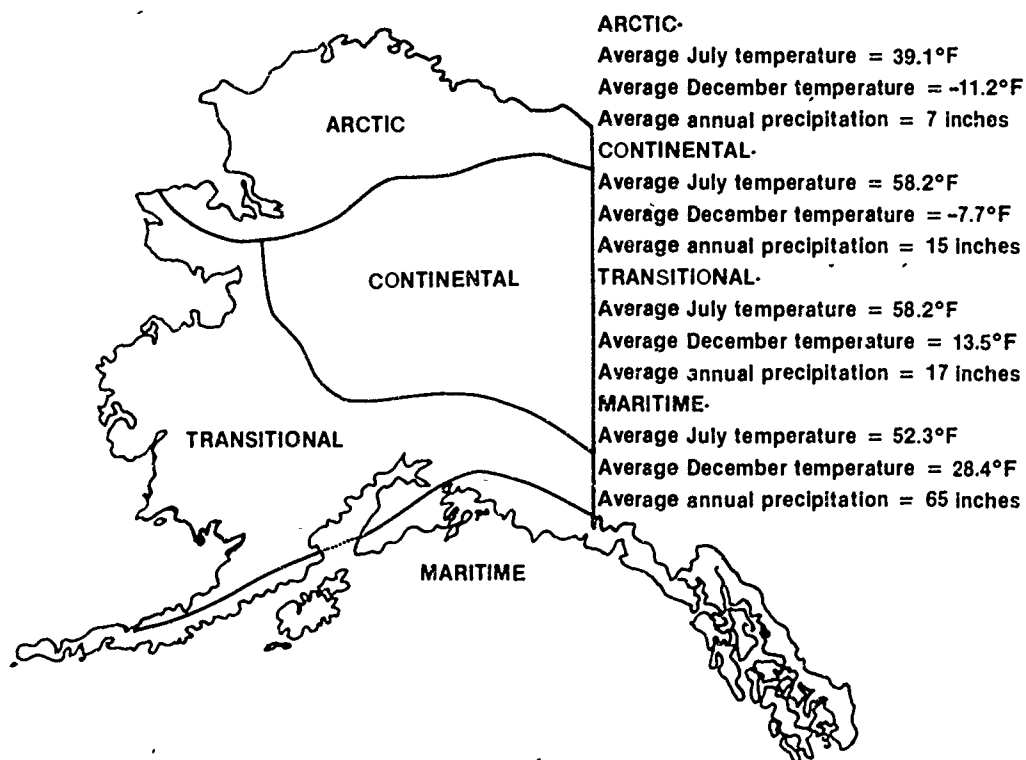 ARCTIC·
Average July temperature = 39.1°F
Average December temperature = -11.2°F
Average annual precipitation = 7 inches
CONTINENTAL·
Average July temperature = 58.2°F
Average December temperature = -7.7°F
Average annual precipitation = 15 inches
TRANSITIONAL·
Average July temperature = 58.2°F
Average December temperature = 13.5°F
Average annual precipitation = 17 inches
MARITIME·
Average July temperature = 52.3°F
Average December temperature = 28.4°F
Average annual precipitation = 65 inches
ARCTIC
CONTINENTAL
TRANSITIONAL
MARITIME